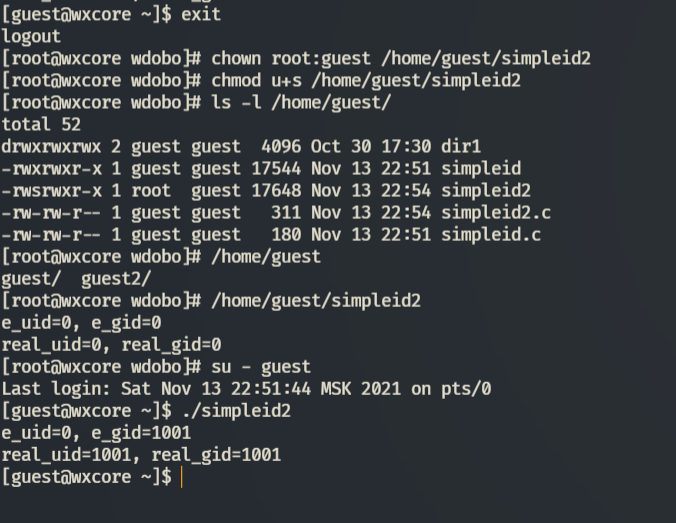 [guest@wxcore ~]$ exit
logout
[root@wxcore wdobo]# chown root:guest /home/guest/simpleid2
[root@wxcore wdobo]# chmod u+s /home/guest/simpleid2
[root@wxcore wdobo]# ls -l /home/guest/
total 52
drwxrwxrwx 2 guest guest  4096 Oct 30 17:30 dir1
-rwxrwxr-x 1 guest guest 17544 Nov 13 22:51 simpleid
-rwsrwxr-x 1 root  guest 17648 Nov 13 22:54 simpleid2
-rw-rw-r-- 1 guest guest   311 Nov 13 22:54 simpleid2.c
-rw-rw-r-- 1 guest guest   180 Nov 13 22:51 simpleid.c
[root@wxcore wdobo]# /home/guest
guest/  guest2/
[root@wxcore wdobo]# /home/guest/simpleid2
e_uid=0, e_gid=0
real_uid=0, real_gid=0
[root@wxcore wdobo]# su - guest
Last login: Sat Nov 13 22:51:44 MSK 2021 on pts/0
[guest@wxcore ~]$ ./simpleid2
e_uid=0, e_gid=1001
real_uid=1001, real_gid=1001
[guest@wxcore ~]$